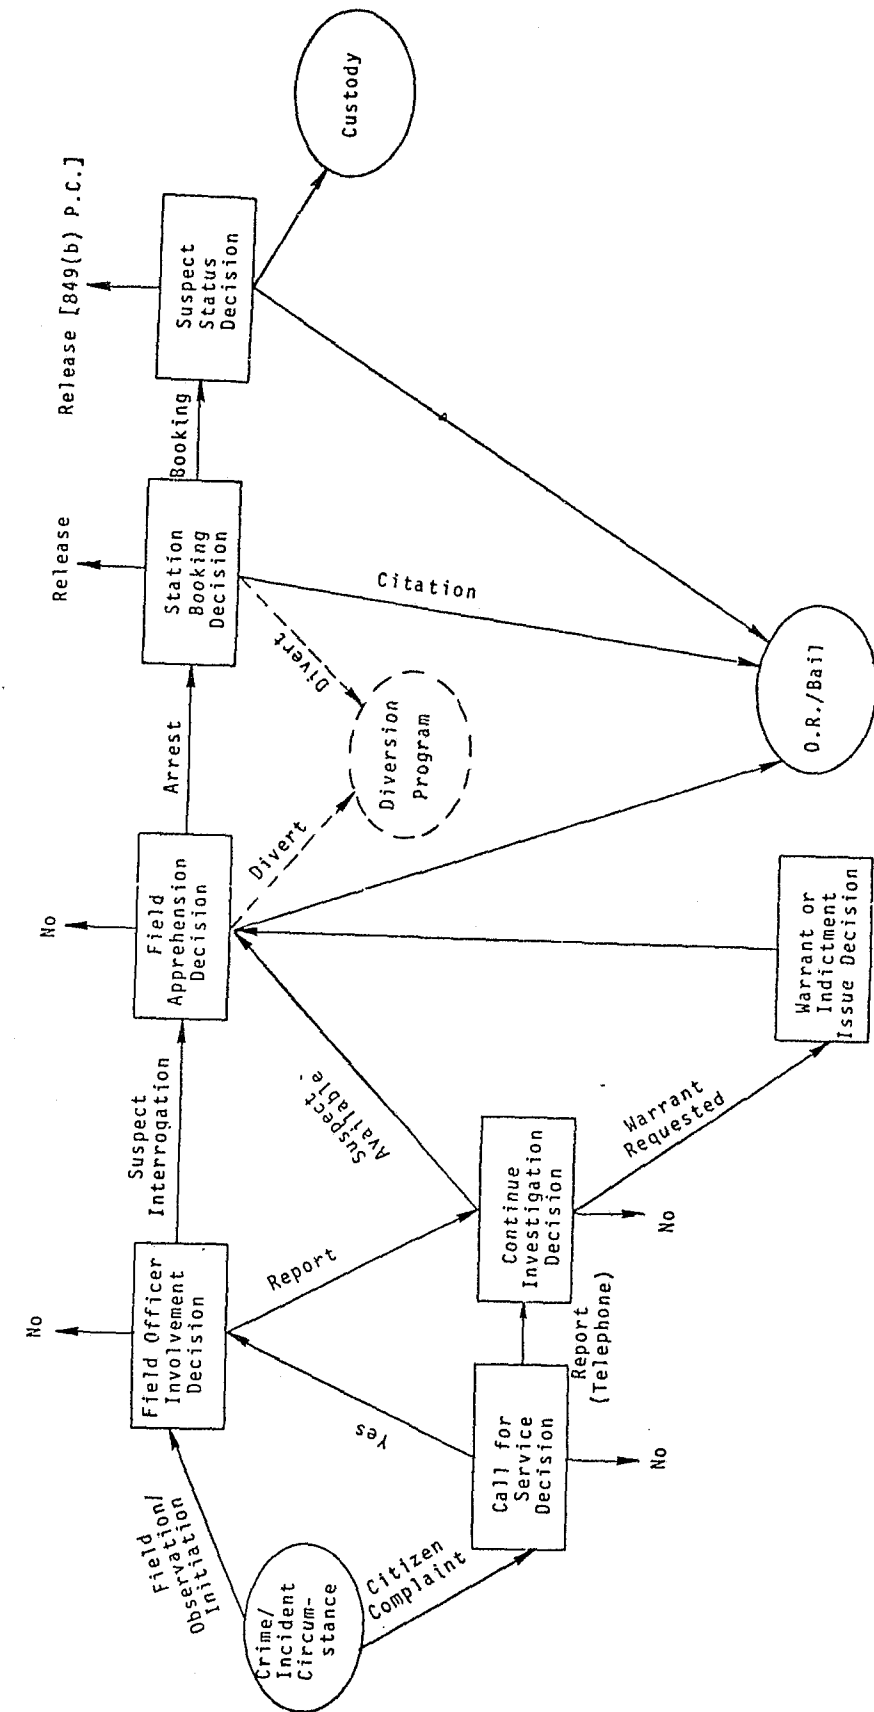 Crime/
Incident
Circum-
stance
Field
Observation/
Initiation
Citizen
Complaint
No
Field Officer
Involvement
Decision
Yes
Call for
Service
Decision
No
Report
Report
(Telephone)
Suspect
Interrogation
Continue
Investigation
Decision
No
Suspect
Available
Warrant
Requested
No
Field
Apprehension
Decision
Warrant or
Indictment
Issue Decision
Arrest
Divert
Diversion
Program
Divert
Release
Station
Booking
Decision
Citation
O.R./Bail
Booking
Release [849(b) P.C.]
Suspect
Status
Decision
Custody